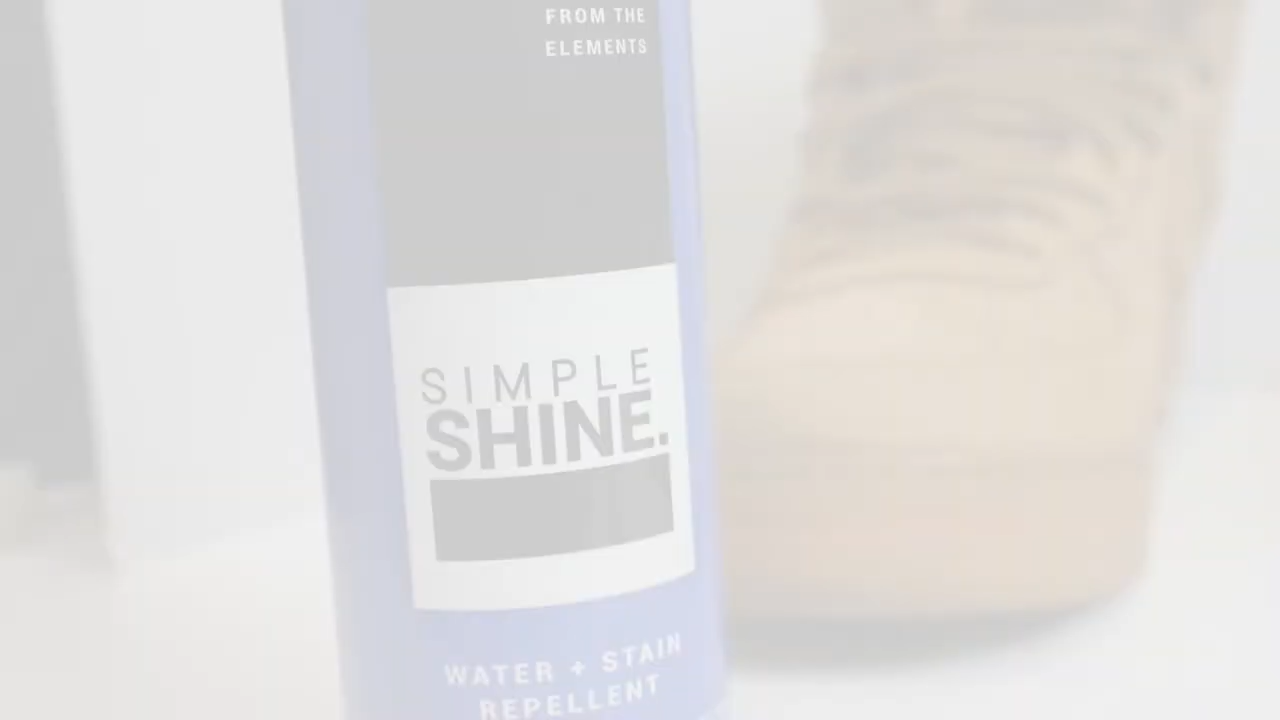 FROM THE
ELEMENTS
SIMPLE
SHINE.
WATER + STAIN
REPELLENT